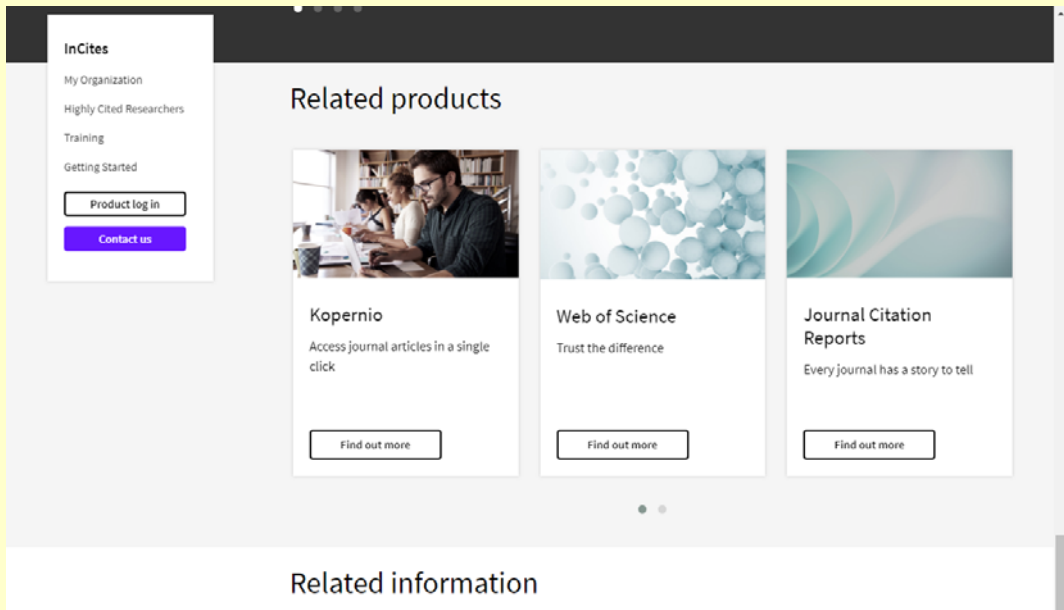 InCites
My Organization
Highly Cited Researchers
Training
Getting Started
Product log in
Contact us
Related products
Kopernio
Access journal articles in a single
click
Find out more
Web of Science
Trust the difference
Find out more
Journal Citation
Reports
Every journal has a story to tell
Find out more
Related information